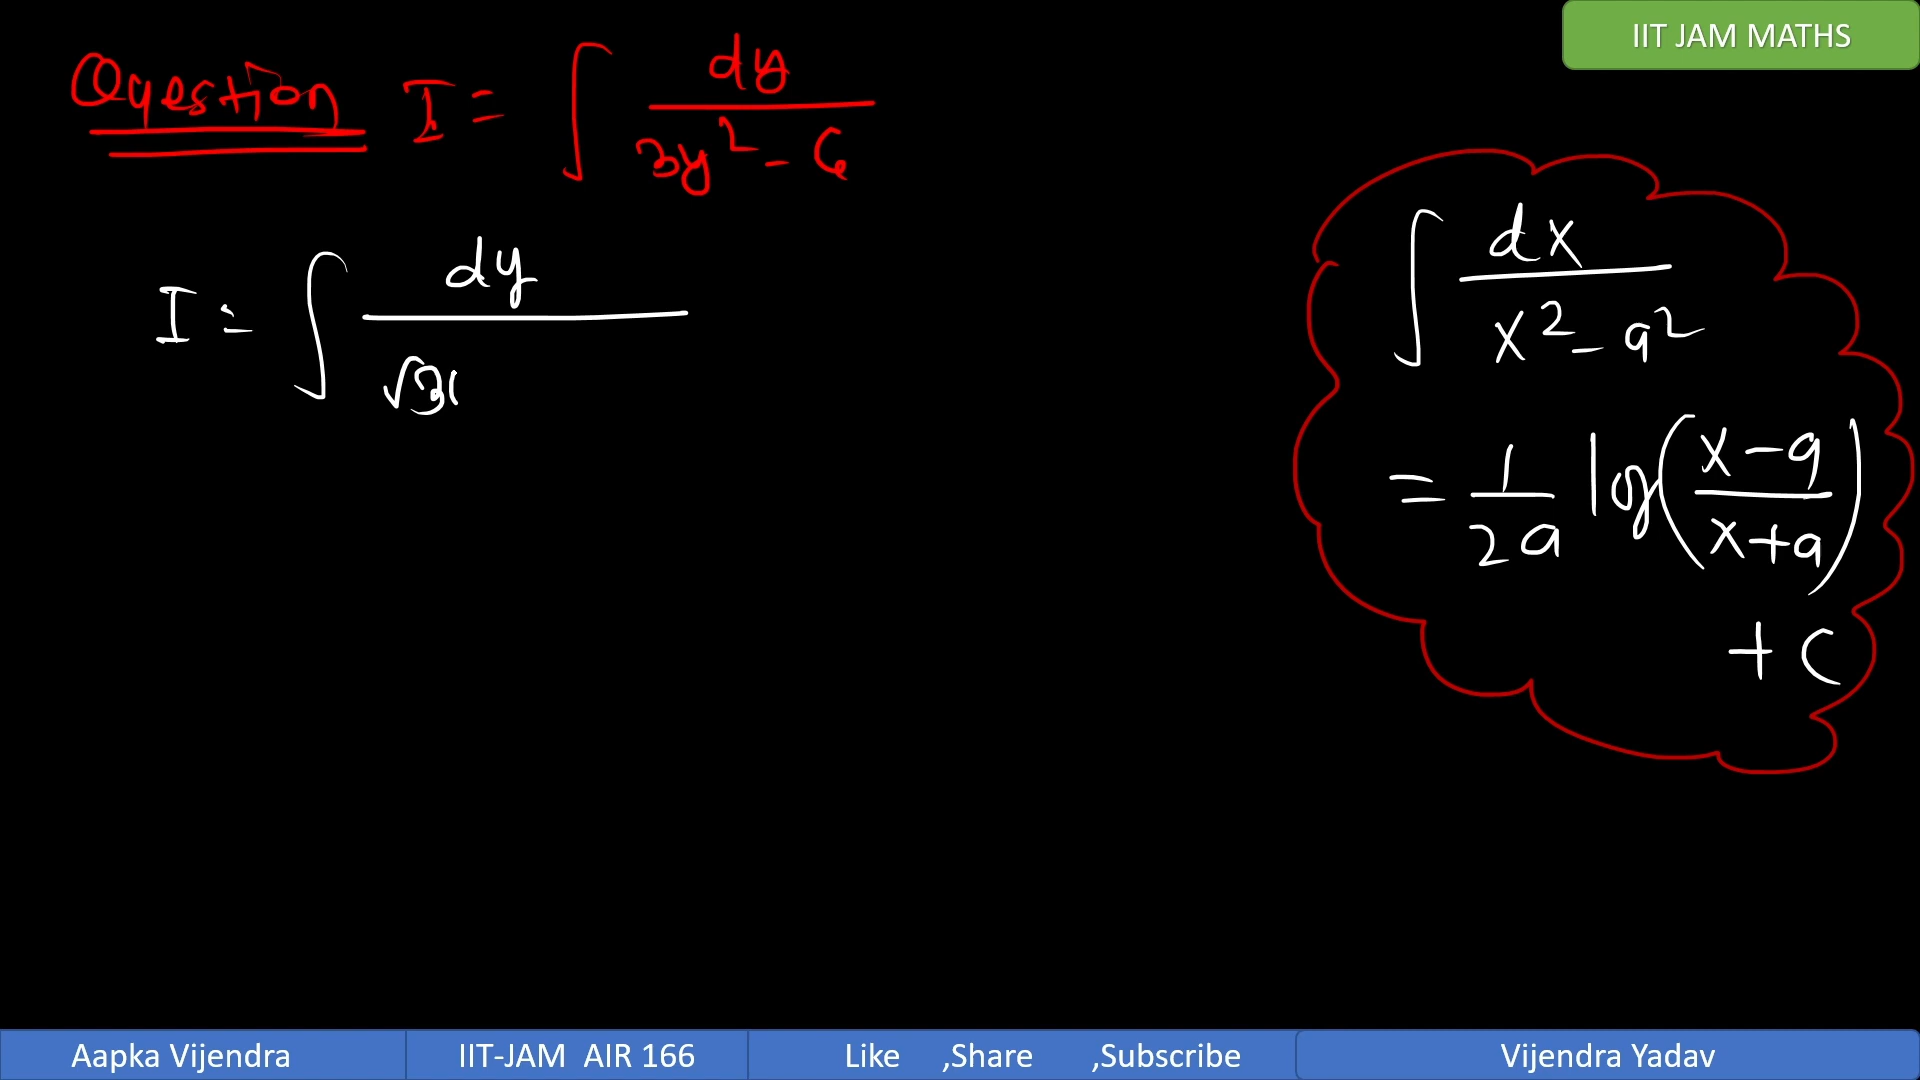 IIT JAM MATHS
Question I = ∫ dy / 3y² - 6
I = ∫ dy / √3(
∫ dx / x² - a²
= 1/2a log(x-a / x+a)
+ C
Aapka Vijendra
IIT-JAM AIR 166
Like ,Share ,Subscribe
Vijendra Yadav